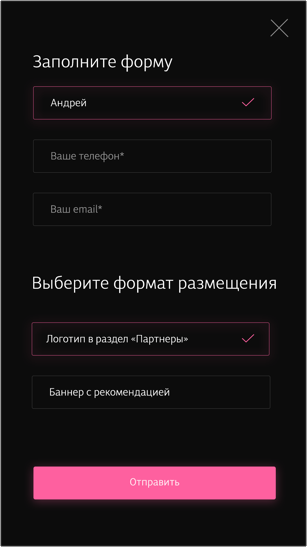 Заполните форму
Андрей
Ваше телефон*
Ваш email*
Выберите формат размещения
Логотип в раздел «Партнеры»
Баннер с рекомендацией
Отправить